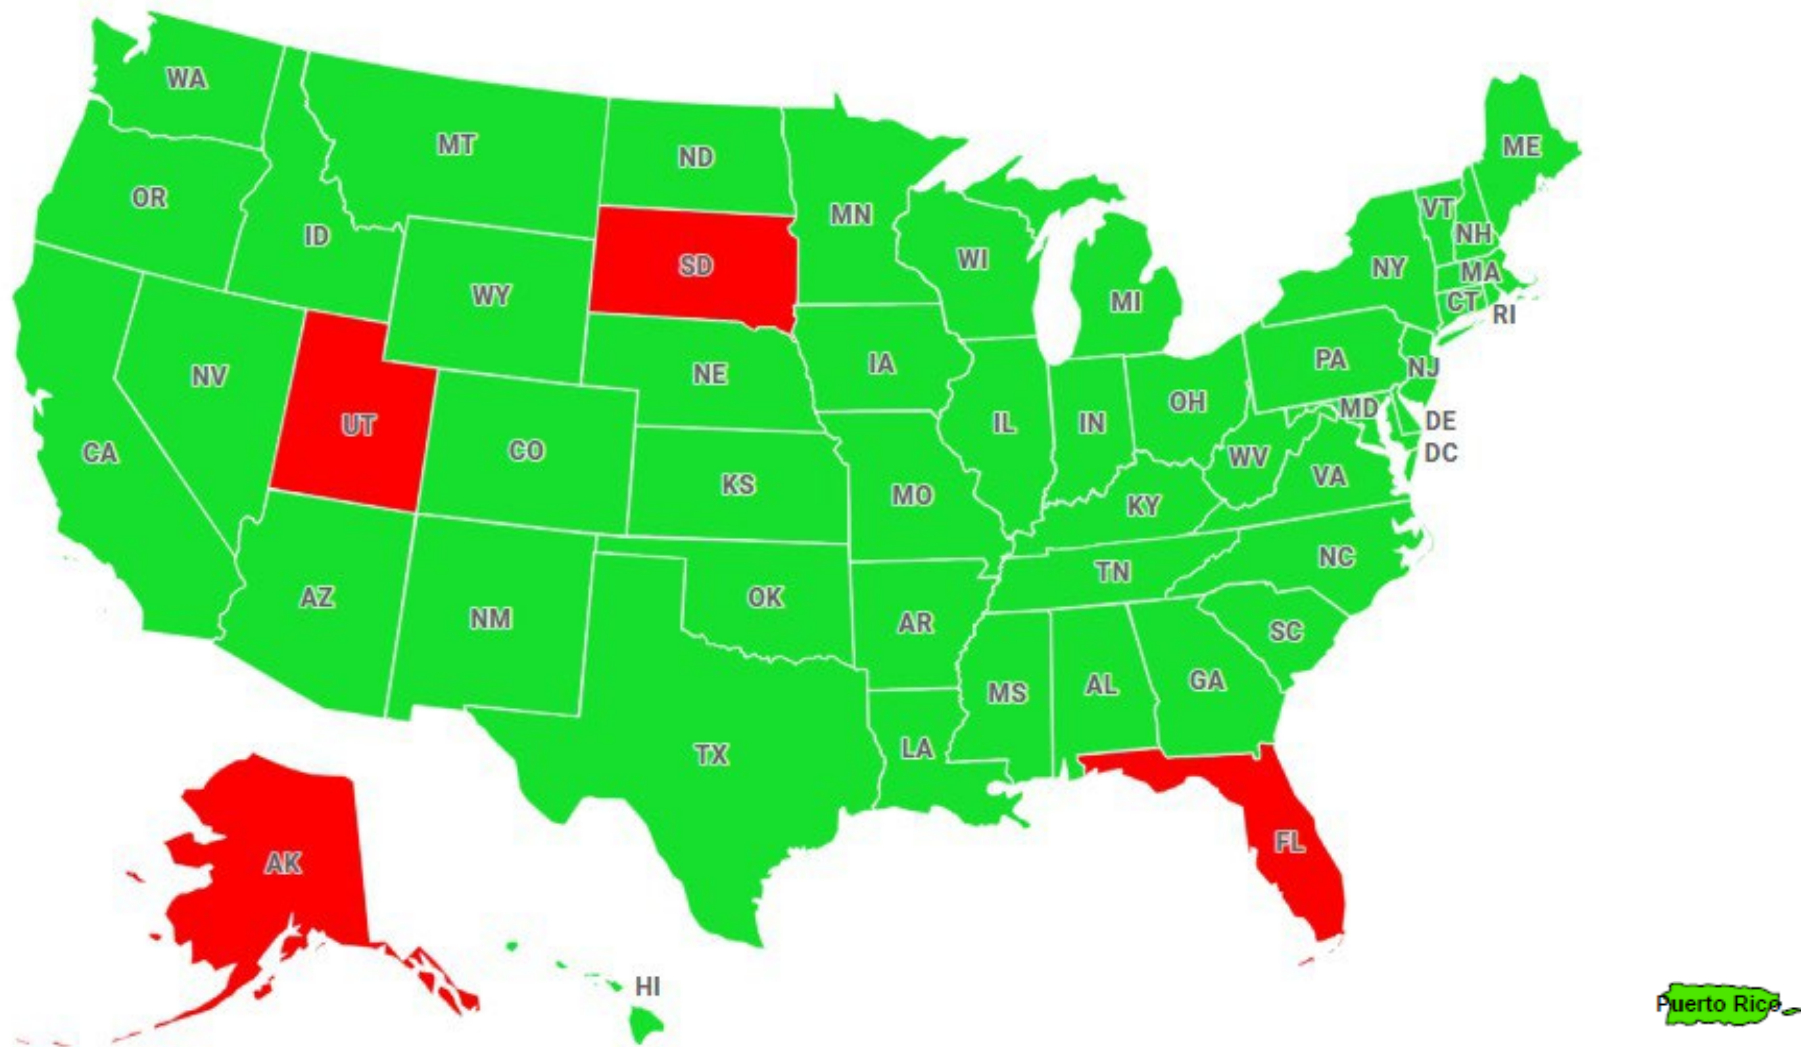 WA
MT
ND
ME
OR
ID
MN
VT
NH
SD
WI
NY
MA
WY
MI
CT
RI
NV
NE
IA
PA
NJ
UT
CA
CO
IL
IN
OH
MD
DE
DC
WV
KS
MO
VA
KY
AZ
NM
OK
AR
TN
NC
SC
MS
AL
GA
TX
LA
AK
FL
HI
Puerto Rico